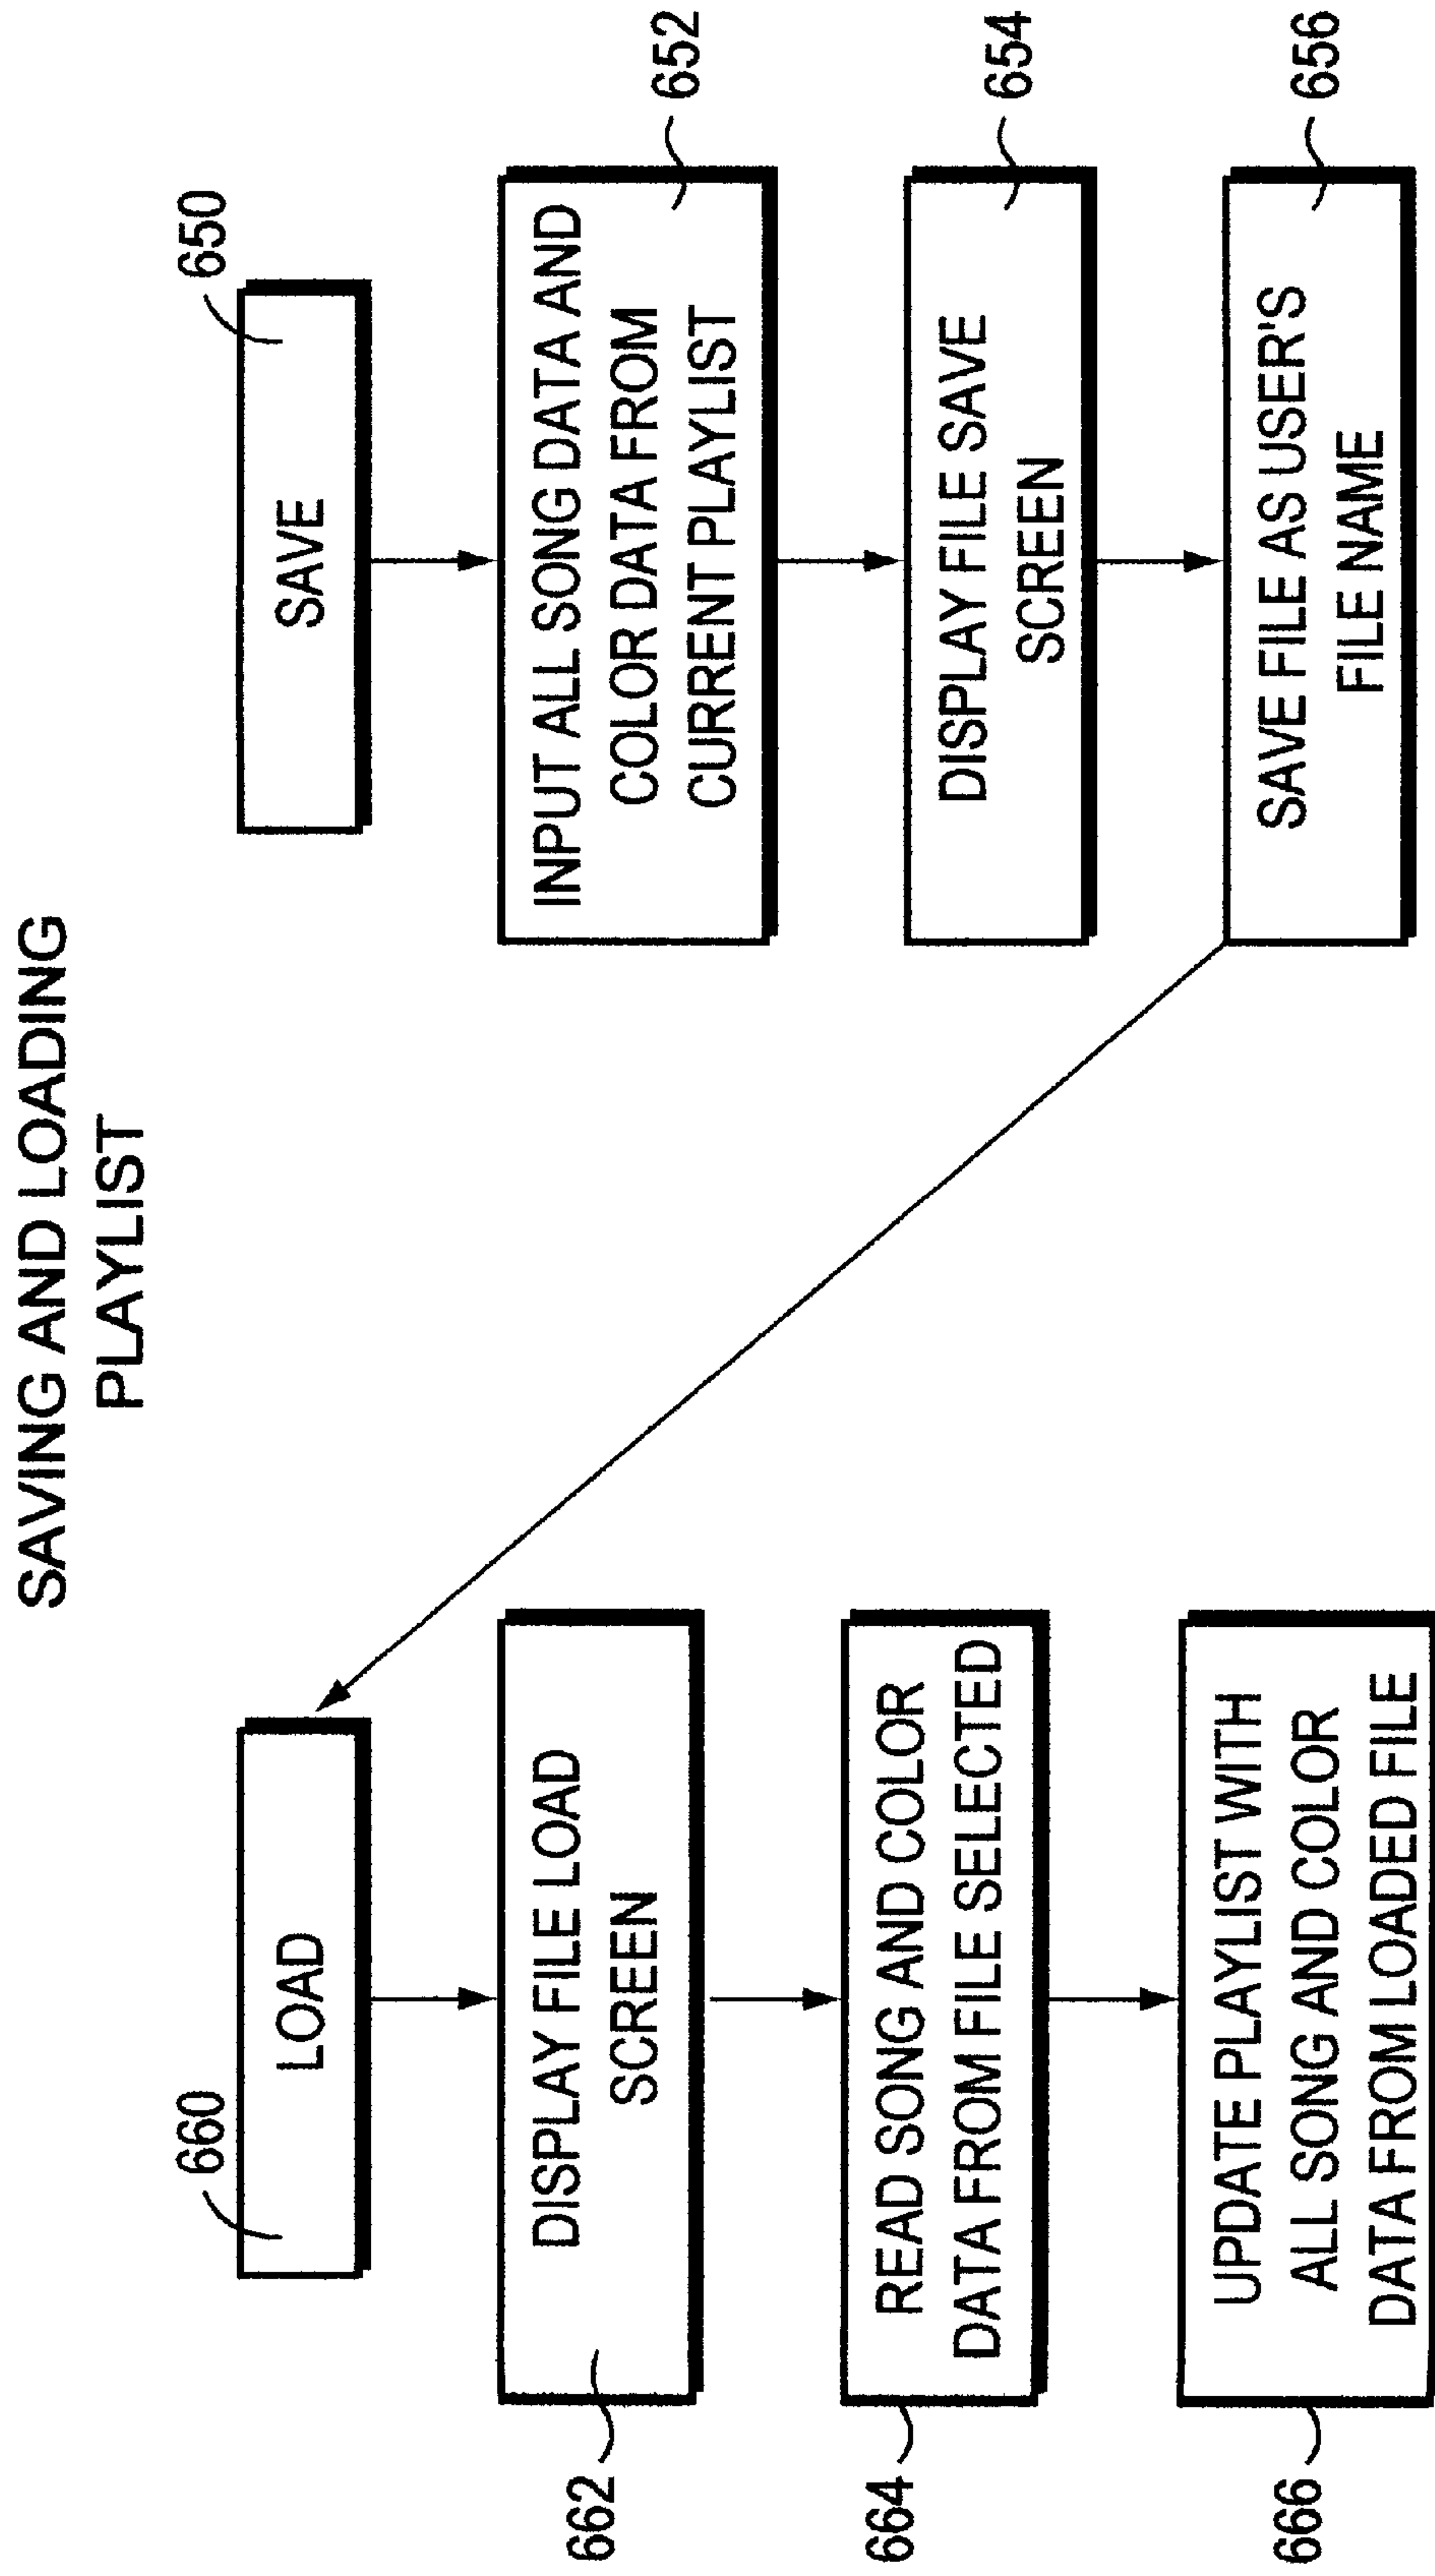 SAVING AND LOADING
PLAYLIST
660
LOAD
662
DISPLAY FILE LOAD
SCREEN
664
READ SONG AND COLOR
DATA FROM FILE SELECTED
666
UPDATE PLAYLIST WITH
ALL SONG AND COLOR
DATA FROM LOADED FILE
650
SAVE
652
INPUT ALL SONG DATA AND
COLOR DATA FROM
CURRENT PLAYLIST
654
DISPLAY FILE SAVE
SCREEN
656
SAVE FILE AS USER'S
FILE NAME